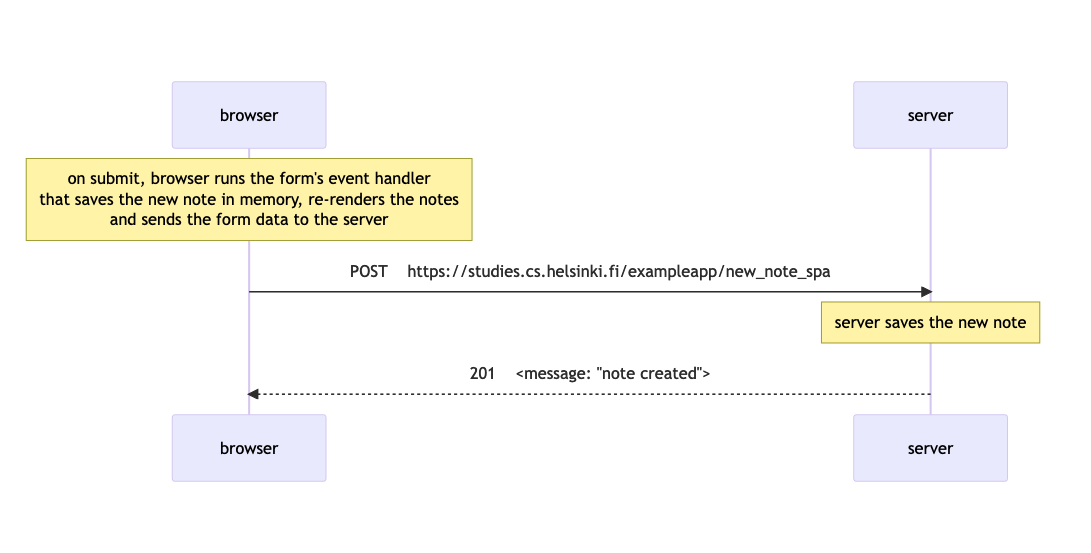 browser
server
on submit, browser runs the form's event handler
that saves the new note in memory, re-renders the notes
and sends the form data to the server
POST https://studies.cs.helsinki.fi/exampleapp/new_note_spa
server saves the new note
201 <message: "note created">
browser
server